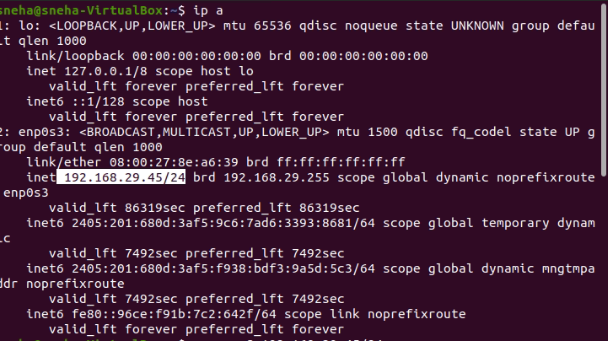 sneha@sneha-VirtualBox:~$ ip a
1: lo: <LOOPBACK,UP,LOWER_UP> mtu 65536 qdisc noqueue state UNKNOWN group defau
lt qlen 1000
link/loopback 00:00:00:00:00:00 brd 00:00:00:00:00:00
inet 127.0.0.1/8 scope host lo
valid_lft forever preferred_lft forever
inet6 ::1/128 scope host
valid_lft forever preferred_lft forever
2: enp0s3: <BROADCAST,MULTICAST,UP,LOWER_UP> mtu 1500 qdisc fq_codel state UP g
roup default qlen 1000
link/ether 08:00:27:8e:a6:39 brd ff:ff:ff:ff:ff:ff
inet 192.168.29.45/24 brd 192.168.29.255 scope global dynamic noprefixroute
enp0s3
valid_lft 86319sec preferred_lft 86319sec
inet6 2405:201:680d:3af5:9c6:7ad6:3393:8681/64 scope global temporary dynam
ic
valid_lft 7492sec preferred_lft 7492sec
inet6 2405:201:680d:3af5:f938:bdf3:9a5d:5c3/64 scope global dynamic mngtmpa
ddr noprefixroute
valid_lft 7492sec preferred_lft 7492sec
inet6 fe80::96ce:f91b:7c2:642f/64 scope link noprefixroute
valid_lft forever preferred_lft forever